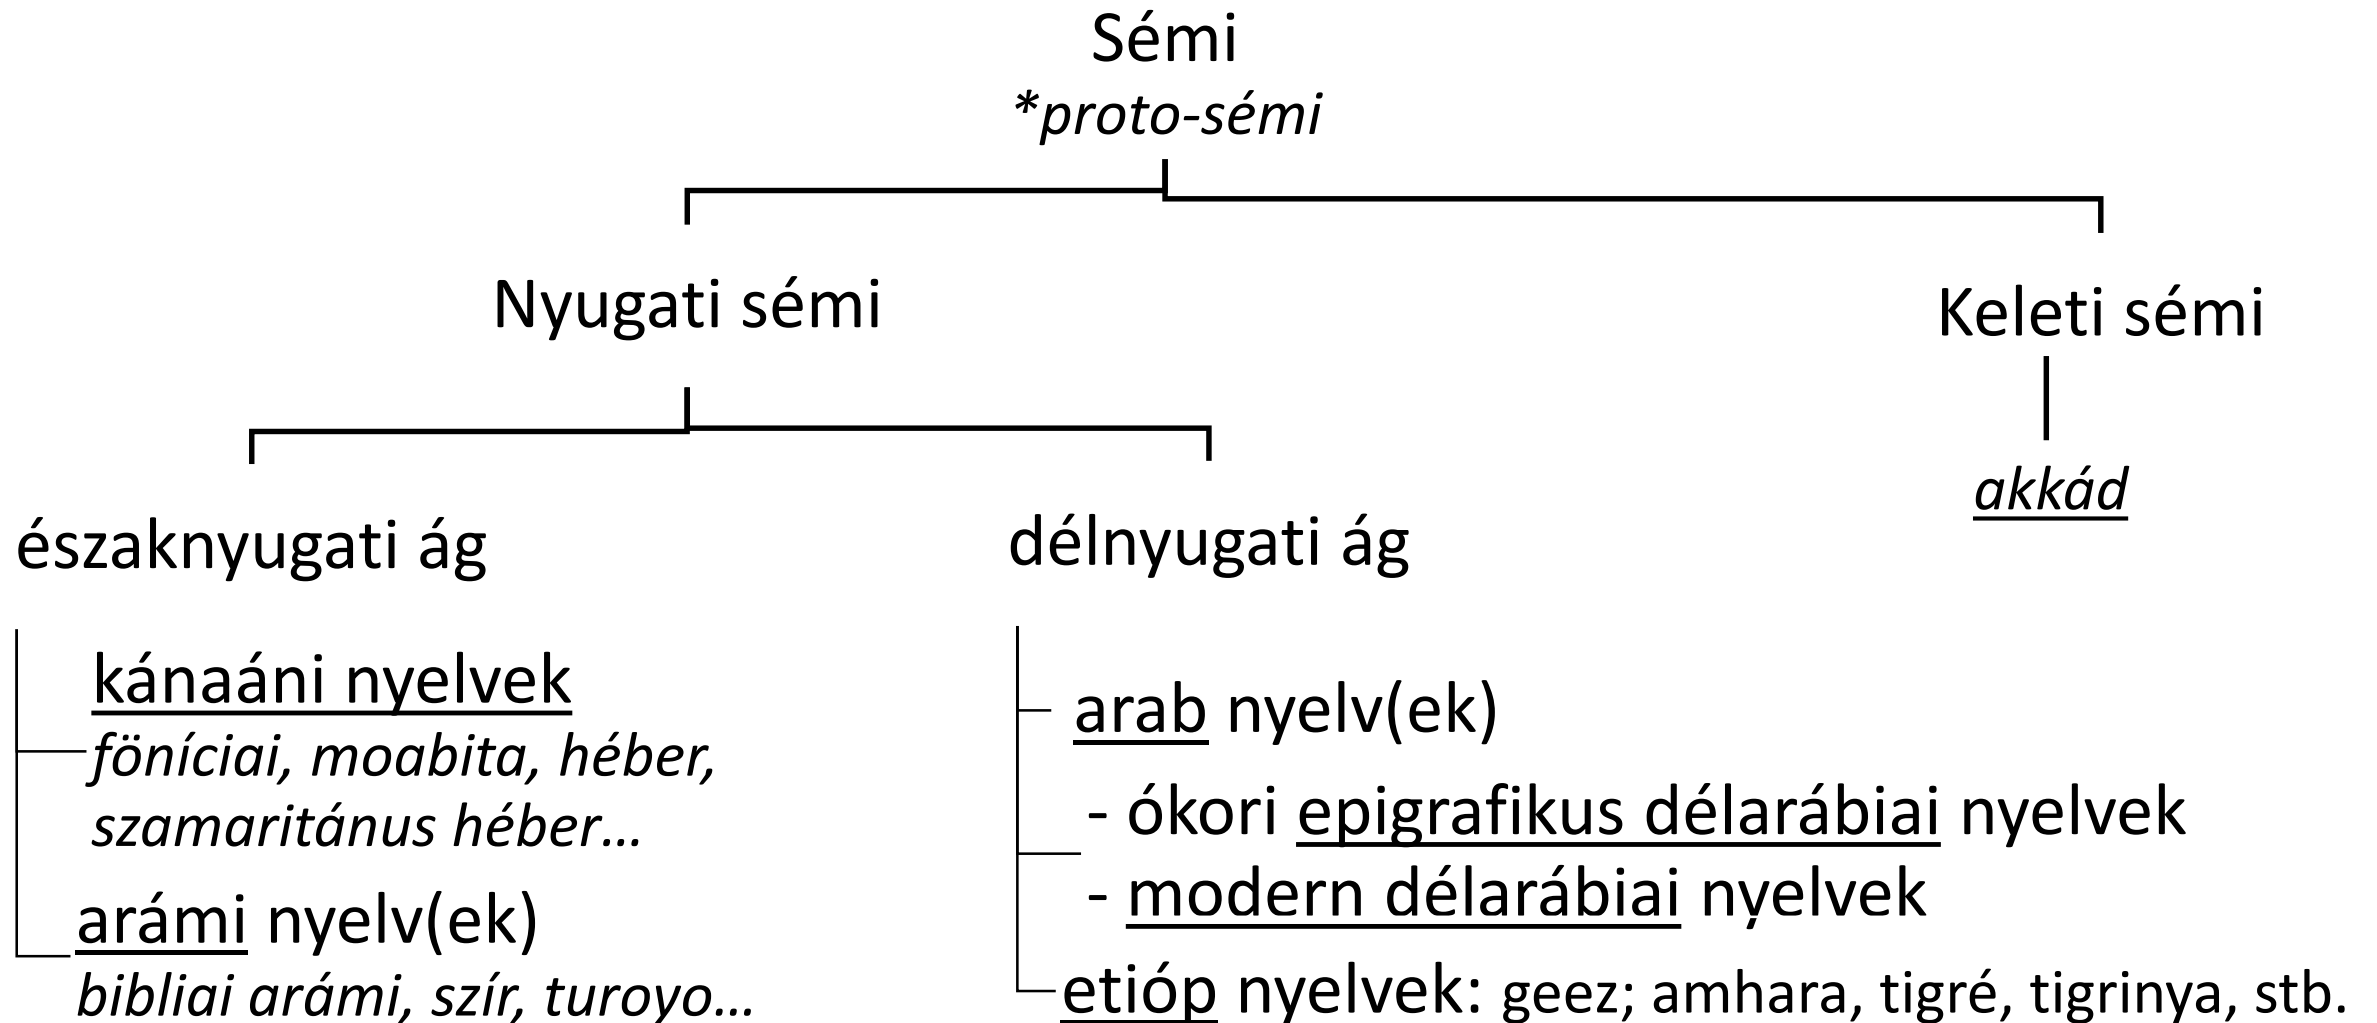 Sémi
*proto-sémi
Nyugati sémi
Keleti sémi
akkád
északnyugati ág
délnyugati ág
kánaáni nyelvek
föníciai, moabita, héber,
szamaritánus héber...
arámi nyelv(ek)
bibliai arámi, szír, turoyo...
arab nyelv(ek)
- ókori epigrafikus délarábiai nyelvek
- modern délarábiai nyelvek
etióp nyelvek: geez; amhara, tigré, tigrinya, stb.